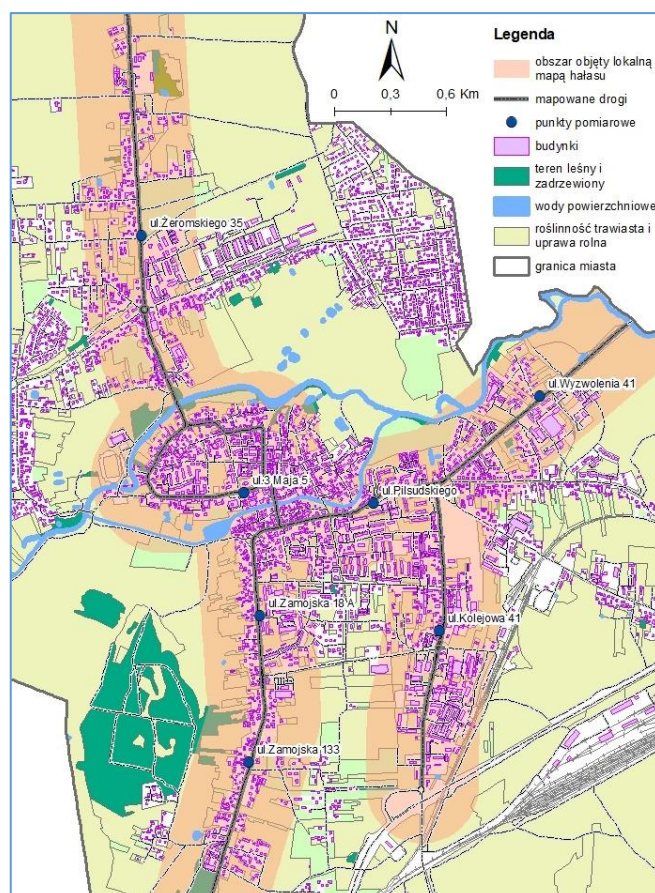 N
0
0,3
0,6 Km
Legenda
obszar objęty lokalną
mapą hałasu
mapowane drogi
punkty pomiarowe
budynki
teren leśny i
zadrzewiony
wody powierzchniowe
roślinność trawiasta i
uprawa rolna
granica miasta
ul.Żeromskiego 35
ul.Wyzwolenia 41
ul.3 Maja 5
ul.Piłsudskiego
ul.Zamojska 18 A
ul.Kolejowa 41
ul.Zamojska 133